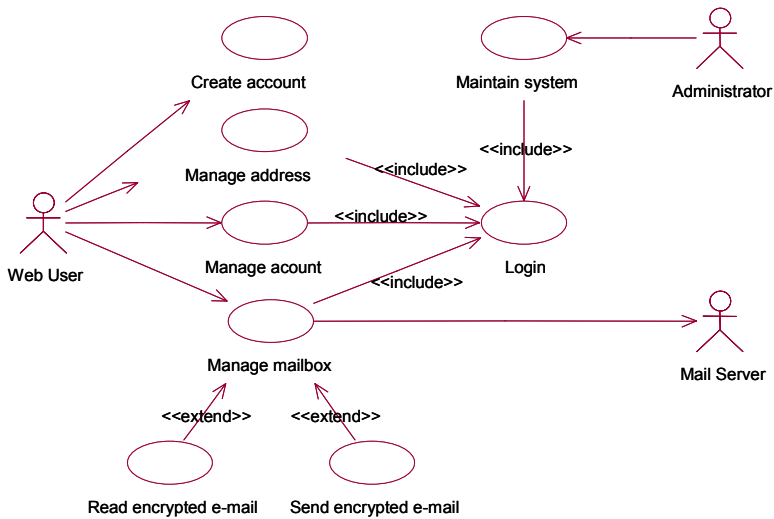 Create account
Maintain system
Administrator
<<include>>
<<include>>
Manage address
<<include>>
Web User
Manage acount
Login
<<include>>
Manage mailbox
Mail Server
<<extend>>
<<extend>>
Read encrypted e-mail
Send encrypted e-mail